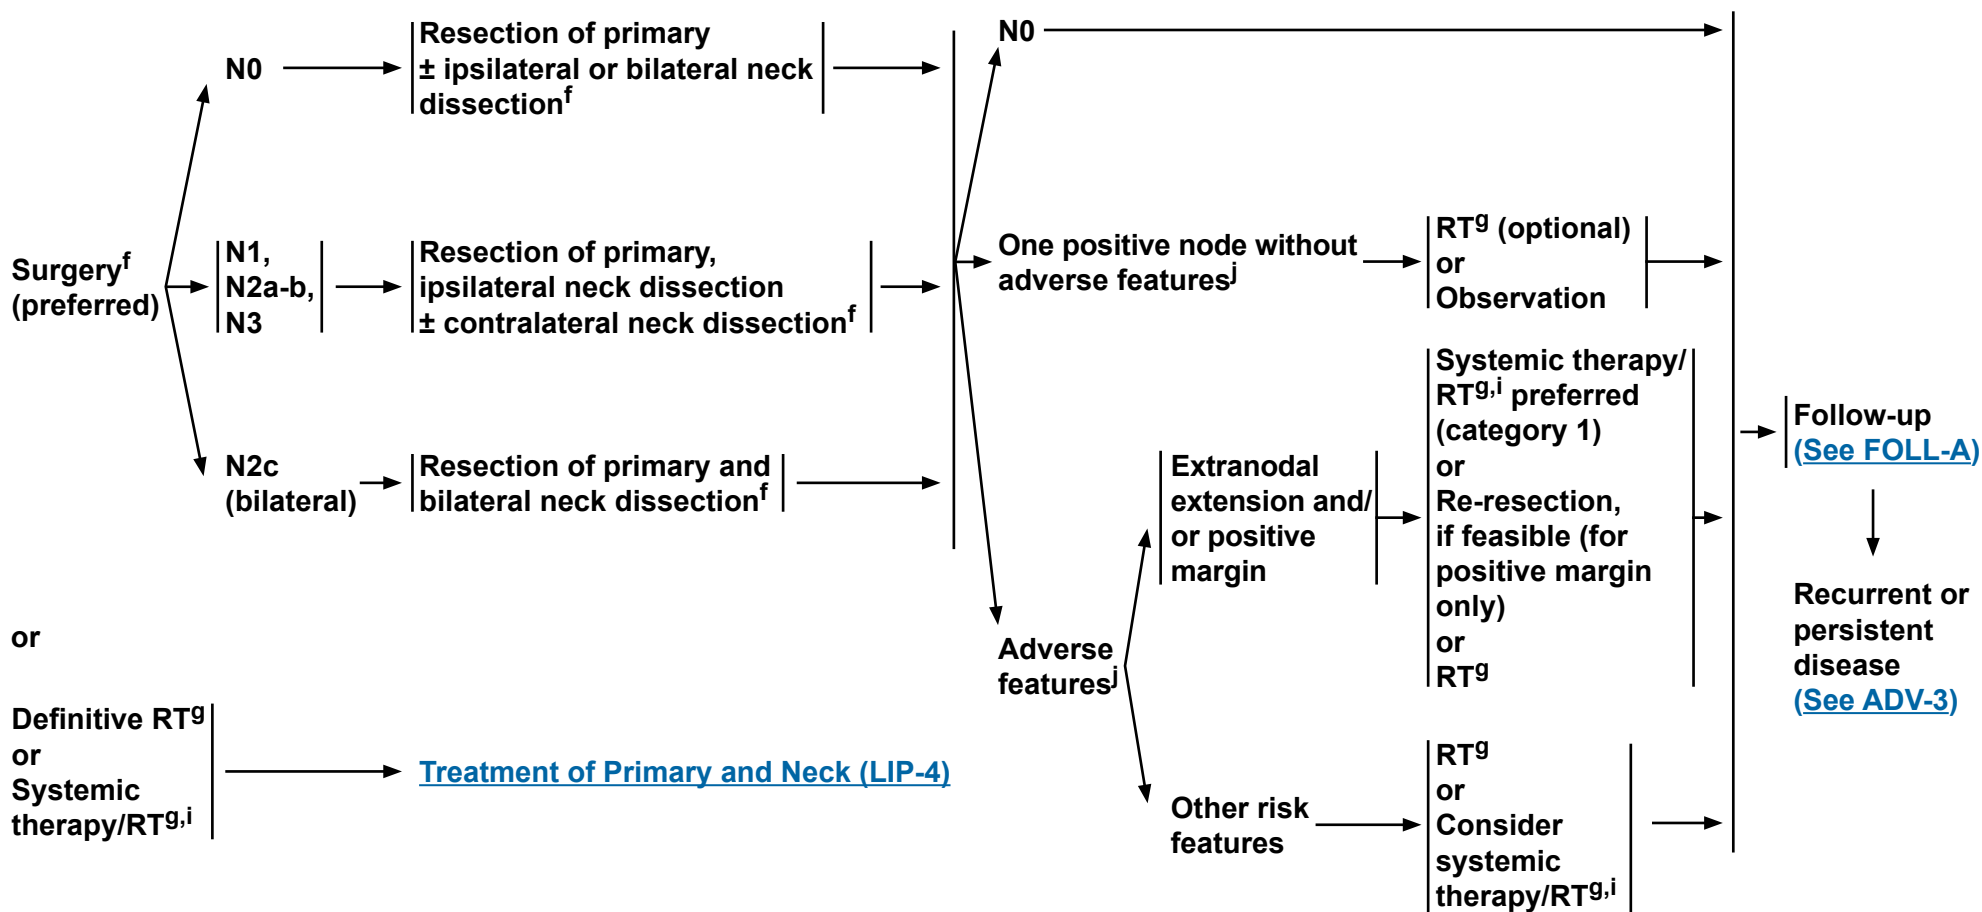 Surgeryf
(preferred)
N0
Resection of primary
± ipsilateral or bilateral neck
dissectionf
N1,
N2a-b,
N3
Resection of primary,
ipsilateral neck dissection
± contralateral neck dissectionf
N2c
(bilateral)
Resection of primary and
bilateral neck dissectionf
or
Definitive RTg
or
Systemic
therapy/RTg,i
Treatment of Primary and Neck (LIP-4)
N0
One positive node without
adverse featuresj
RTg (optional)
or
Observation
Adverse
featuresj
Extranodal
extension and/
or positive
margin
Systemic therapy/
RTg,i preferred
(category 1)
or
Re-resection,
if feasible (for
positive margin
only)
or
RTg
Other risk
features
RTg
or
Consider
systemic
therapy/RTg,i
Follow-up
(See FOLL-A)
Recurrent or
persistent
disease
(See ADV-3)